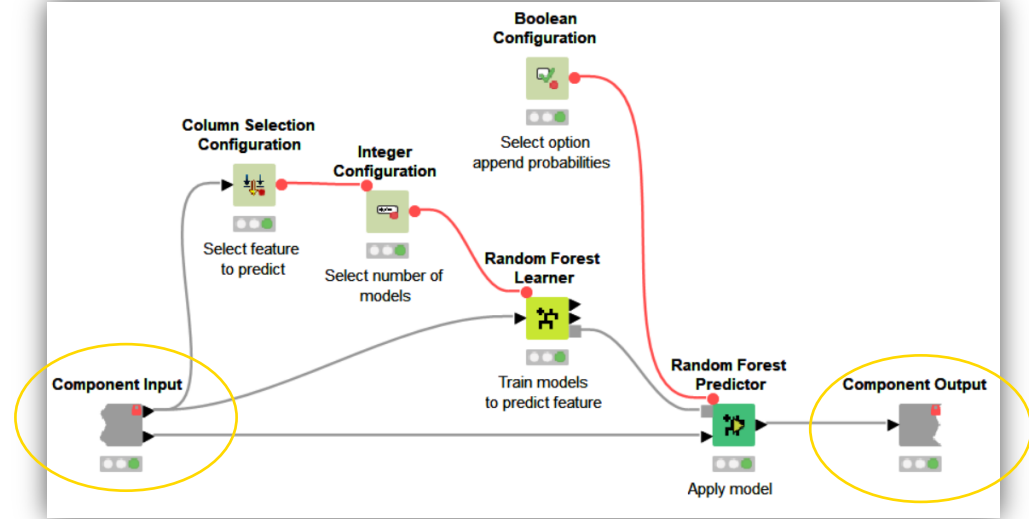 Boolean
Configuration
Select option
append probabilities
Column Selection
Configuration
Select feature
to predict
Integer
Configuration
Select number of
models
Random Forest
Learner
Train models
to predict feature
Random Forest
Predictor
Apply model
Component Input
Component Output